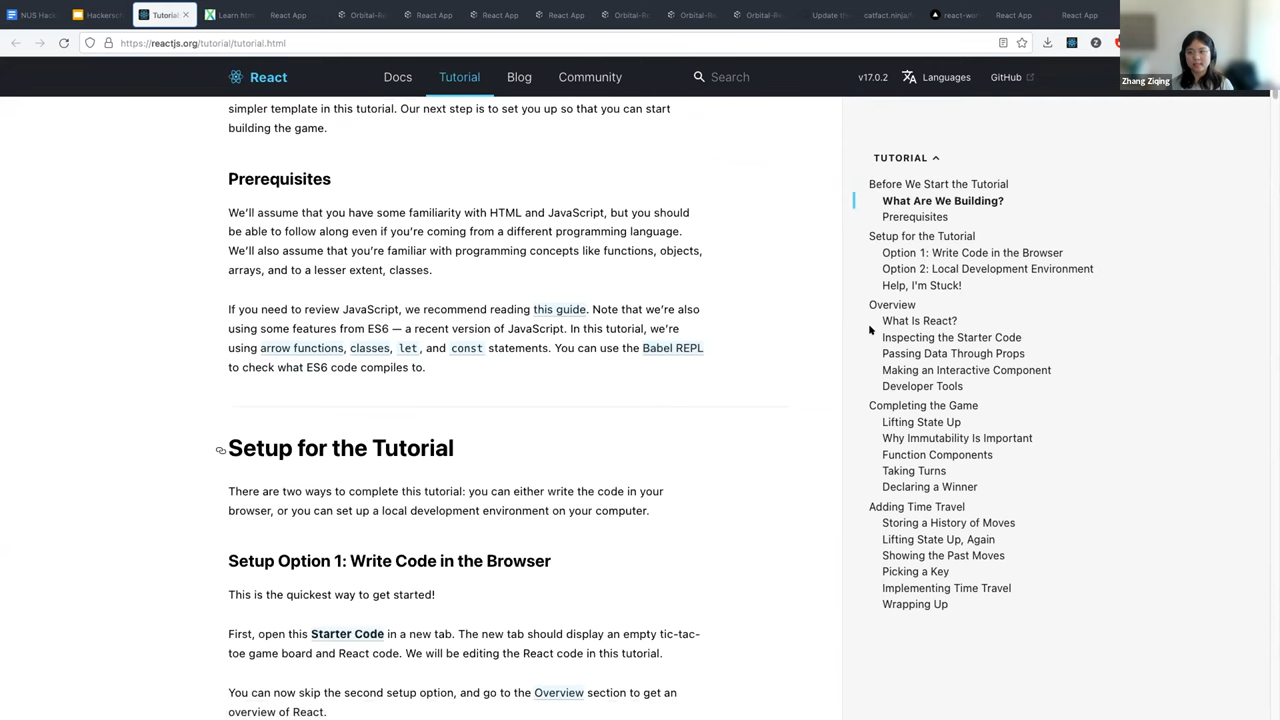 NUS Hack
Hackersch
Tutorial:
Learn htm
React App
Orbital-Re
React App
React App
React App
Orbital-Re
Orbital-Re
Orbital-Re
Update the
catfact.ninja/
react-wor
React App
React App
https://reactjs.org/tutorial/tutorial.html
React
Docs
Tutorial
Blog
Community
Search
v17.0.2
Languages
GitHub
Zhang Ziqing
simpler template in this tutorial. Our next step is to set you up so that you can start
building the game.
Prerequisites
We'll assume that you have some familiarity with HTML and JavaScript, but you should
be able to follow along even if you're coming from a different programming language.
We'll also assume that you're familiar with programming concepts like functions, objects,
arrays, and to a lesser extent, classes.
If you need to review JavaScript, we recommend reading this guide. Note that we're also
using some features from ES6 — a recent version of JavaScript. In this tutorial, we're
using arrow functions, classes, let, and const statements. You can use the Babel REPL
to check what ES6 code compiles to.
Setup for the Tutorial
There are two ways to complete this tutorial: you can either write the code in your
browser, or you can set up a local development environment on your computer.
Setup Option 1: Write Code in the Browser
This is the quickest way to get started!
First, open this Starter Code in a new tab. The new tab should display an empty tic-tac-
toe game board and React code. We will be editing the React code in this tutorial.
You can now skip the second setup option, and go to the Overview section to get an
overview of React.
TUTORIAL
Before We Start the Tutorial
What Are We Building?
Prerequisites
Setup for the Tutorial
Option 1: Write Code in the Browser
Option 2: Local Development Environment
Help, I'm Stuck!
Overview
What Is React?
Inspecting the Starter Code
Passing Data Through Props
Making an Interactive Component
Developer Tools
Completing the Game
Lifting State Up
Why Immutability Is Important
Function Components
Taking Turns
Declaring a Winner
Adding Time Travel
Storing a History of Moves
Lifting State Up, Again
Showing the Past Moves
Picking a Key
Implementing Time Travel
Wrapping Up